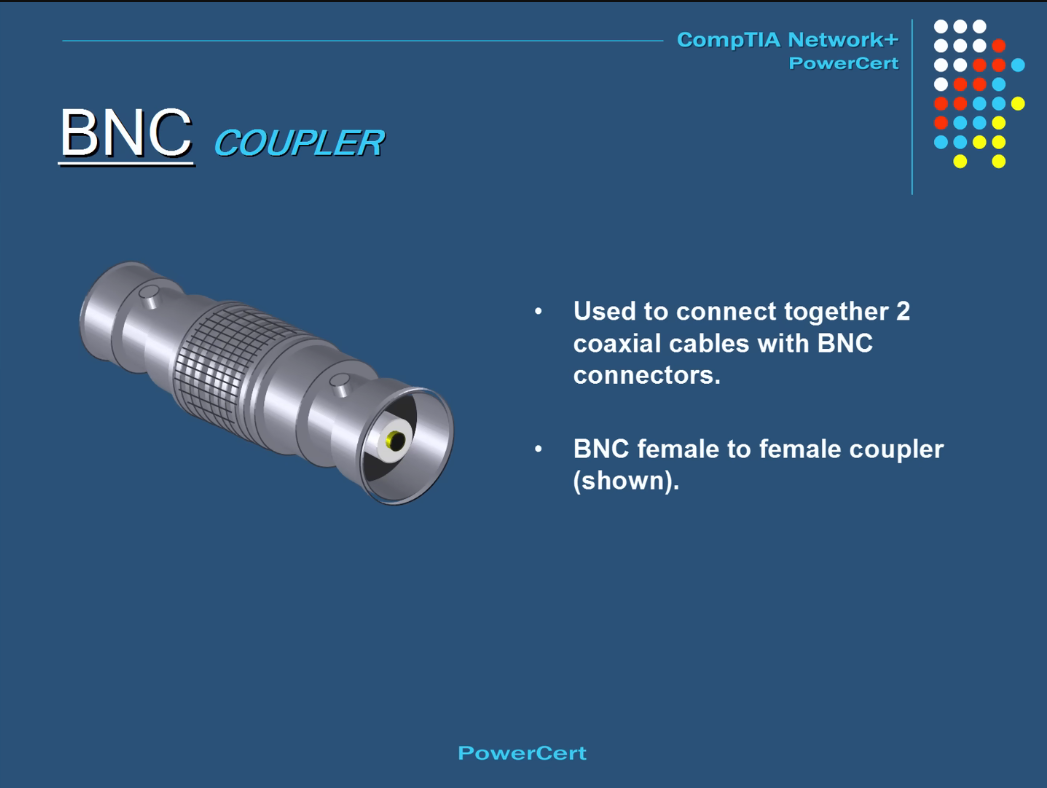 CompTIA Network+
PowerCert
BNC COUPLER
• Used to connect together 2
coaxial cables with BNC
connectors.
• BNC female to female coupler
(shown).
PowerCert